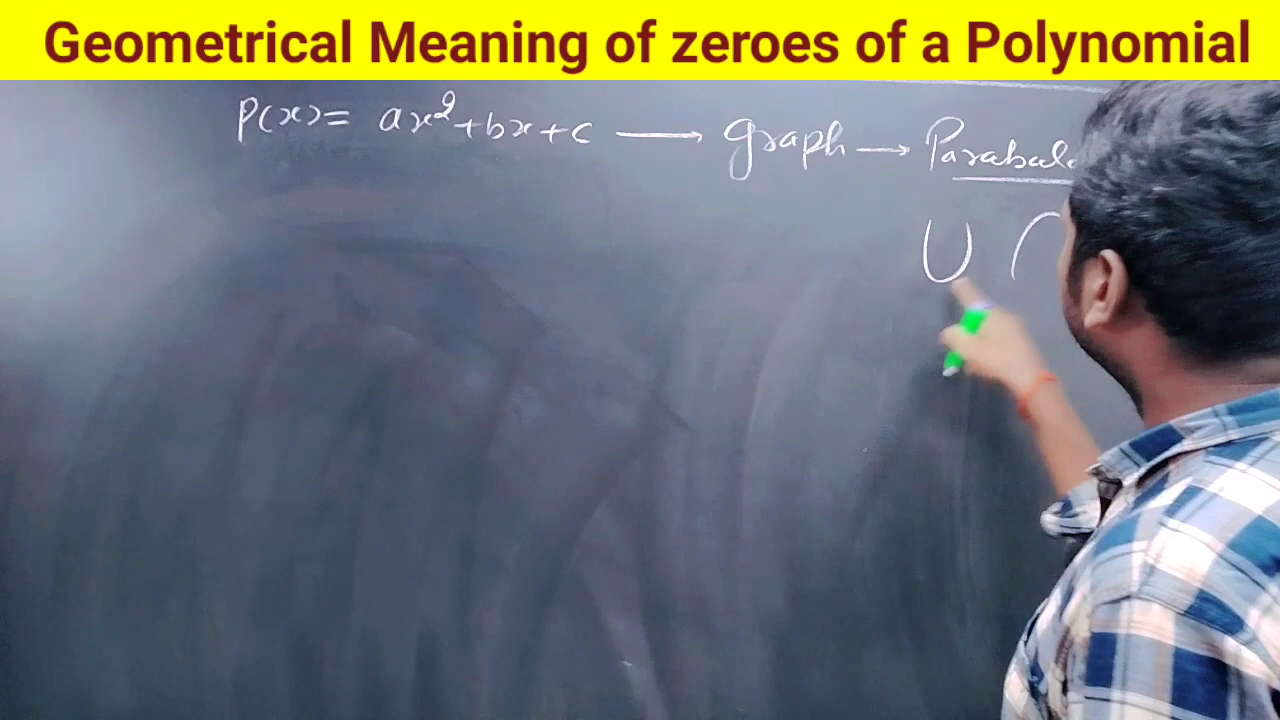 Geometrical Meaning of zeroes of a Polynomial
P(x) = ax²+bx+c → graph → Parabola